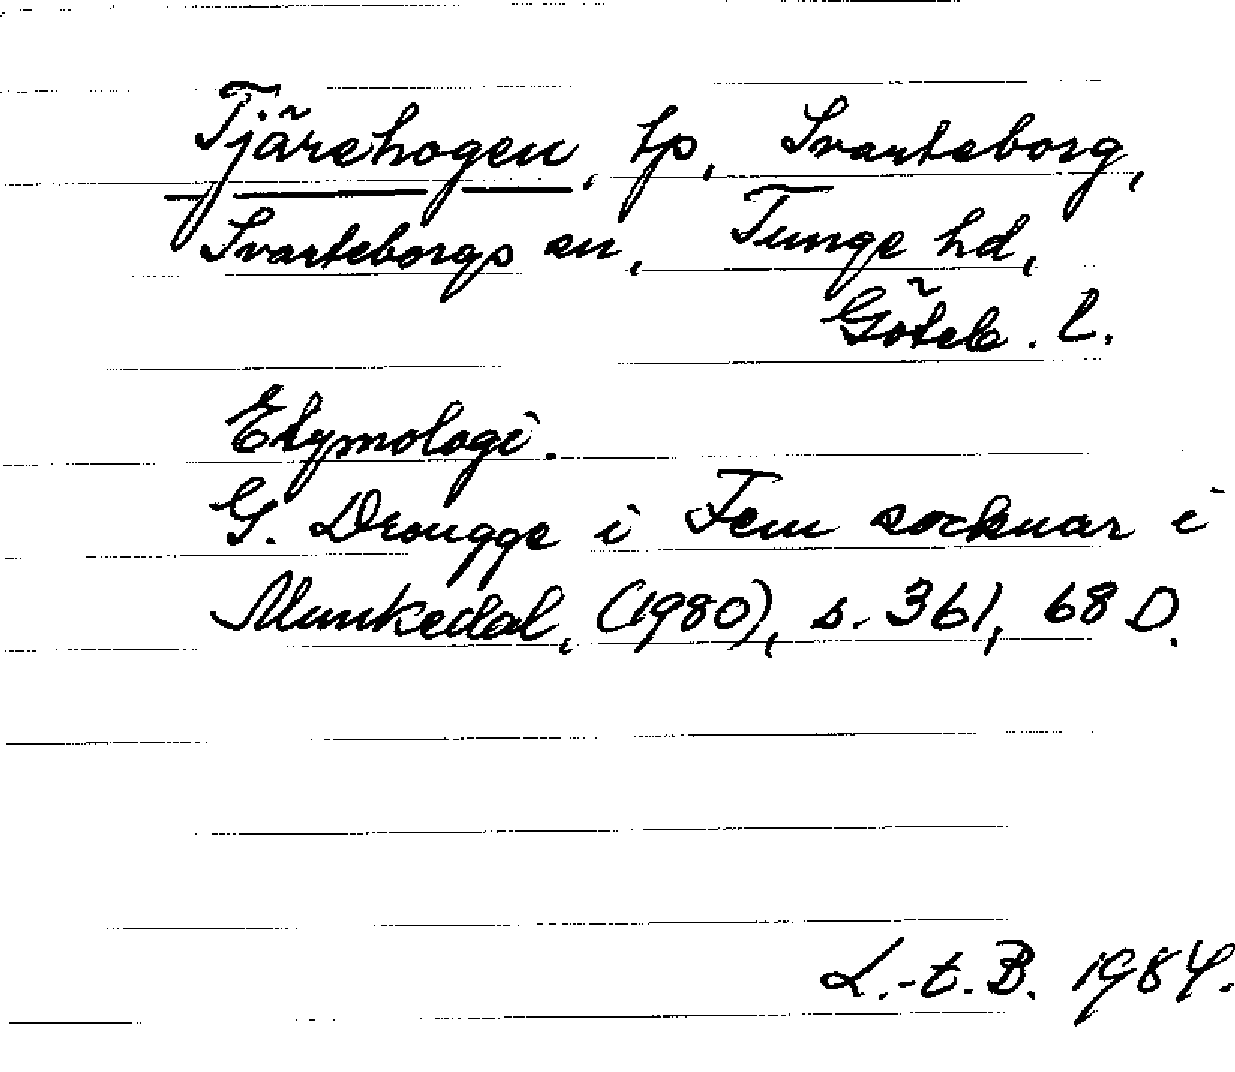 Tjärehogen, tp, Svarteborg,
Svarteborgs sn, Tunge hd,
Göteb. l.
Etymologi.
G. Drougge i Fem socknar i
Munkedal, (1980), s. 361, 68 D.
L.-t. B. 1984.